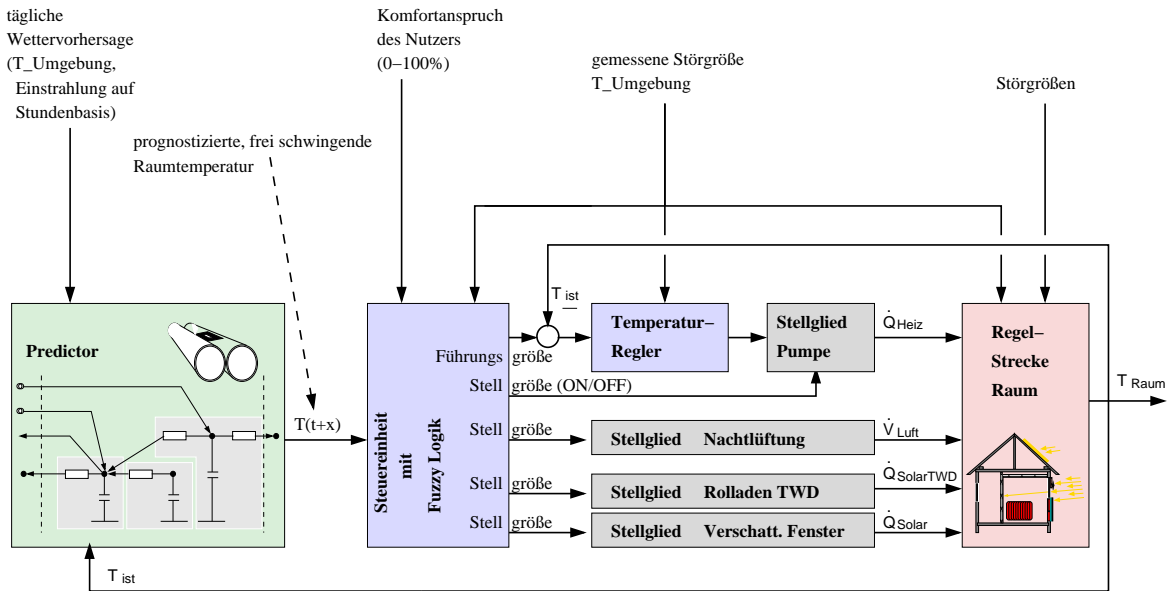 tägliche
Wettervorhersage
(T_Umgebung,
Einstrahlung auf
Stundenbasis)
Komfortanspruch
des Nutzers
(0−100%)
gemessene Störgröße
T_Umgebung
Störgrößen
prognostizierte, frei schwingende
Raumtemperatur
Predictor
T(t+x)
Steuereinheit
mit
Fuzzy Logik
Führungs größe
Stell größe (ON/OFF)
Stell größe
Stell größe
Stell größe
T ist
−
Temperatur−
Regler
Stellglied
Pumpe
Stellglied Nachtlüftung
Stellglied Rolladen TWD
Stellglied Verschatt. Fenster
Q̇ Heiz
V̇ Luft
Q̇ SolarTWD
Q̇ Solar
Regel−
Strecke
Raum
T Raum
T ist